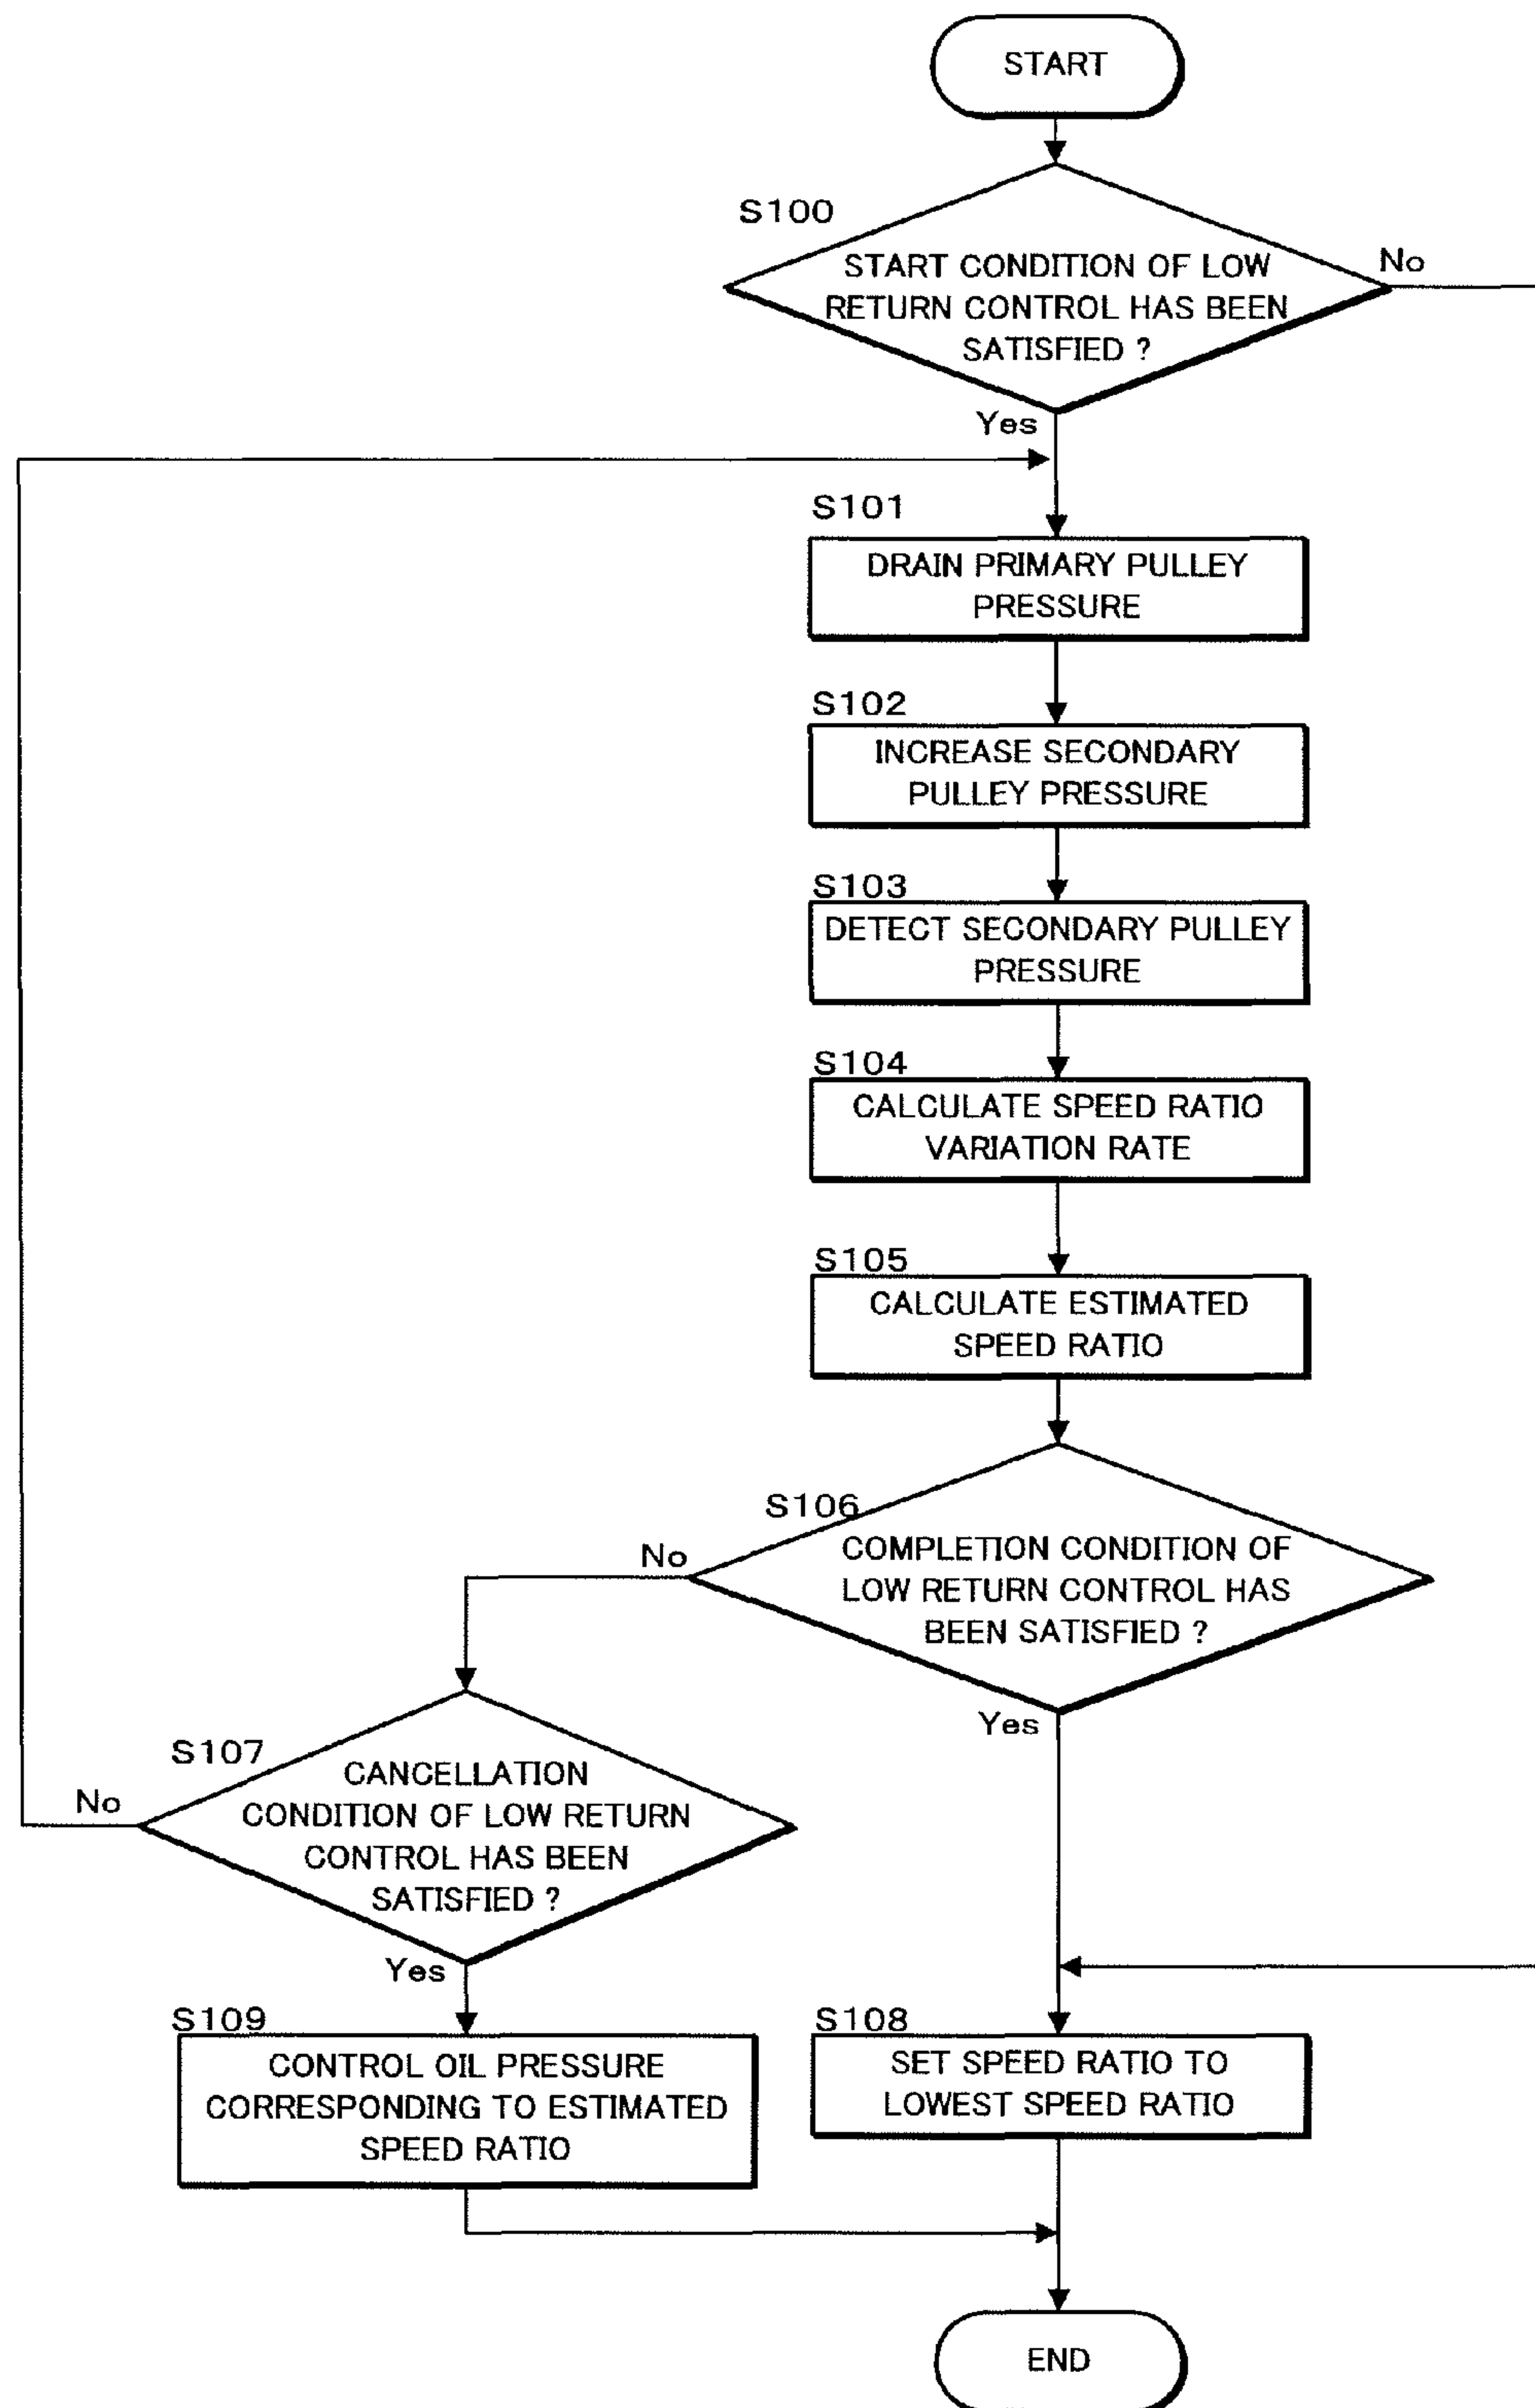 START
S100
START CONDITION OF LOW
RETURN CONTROL HAS BEEN
SATISFIED ?
No
Yes
S101
DRAIN PRIMARY PULLEY
PRESSURE
S102
INCREASE SECONDARY
PULLEY PRESSURE
S103
DETECT SECONDARY PULLEY
PRESSURE
S104
CALCULATE SPEED RATIO
VARIATION RATE
S105
CALCULATE ESTIMATED
SPEED RATIO
S106
COMPLETION CONDITION OF
LOW RETURN CONTROL HAS
BEEN SATISFIED ?
No
Yes
S107
CANCELLATION
CONDITION OF LOW RETURN
CONTROL HAS BEEN
SATISFIED ?
No
Yes
S109
CONTROL OIL PRESSURE
CORRESPONDING TO ESTIMATED
SPEED RATIO
S108
SET SPEED RATIO TO
LOWEST SPEED RATIO
END